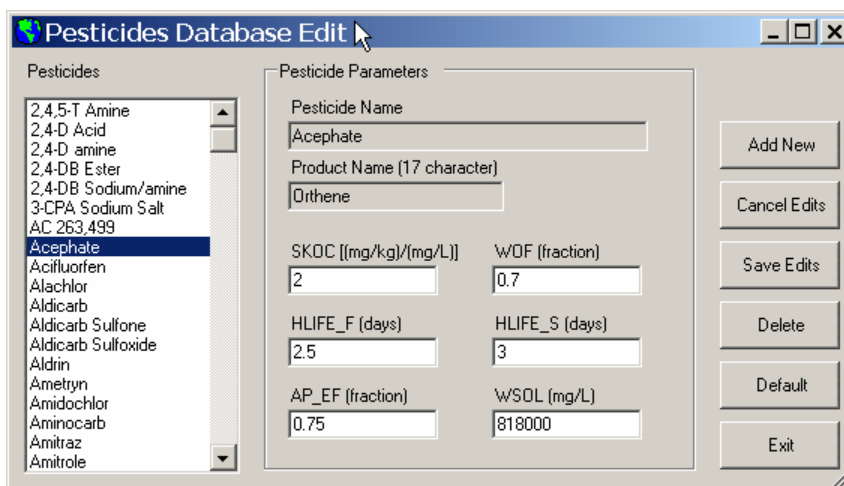 Pesticides Database Edit
Pesticides
2,4,5-T Amine
2,4-D Acid
2,4-D amine
2,4-DB Ester
2,4-DB Sodium/amine
3-CPA Sodium Salt
AC 263,499
Acephate
Acifluorfen
Alachlor
Aldicarb
Aldicarb Sulfone
Aldicarb Sulfoxide
Aldrin
Ametryn
Amidochlor
Aminocarb
Amitraz
Amitrole
Pesticide Parameters
Pesticide Name
Acephate
Product Name (17 character)
Orthene
SKOC [(mg/kg)/(mg/L)] WOF (fraction)
2 0.7
HLIFE_F (days) HLIFE_S (days)
2.5 3
AP_EF (fraction) WSOL (mg/L)
0.75 818000
Add New
Cancel Edits
Save Edits
Delete
Default
Exit